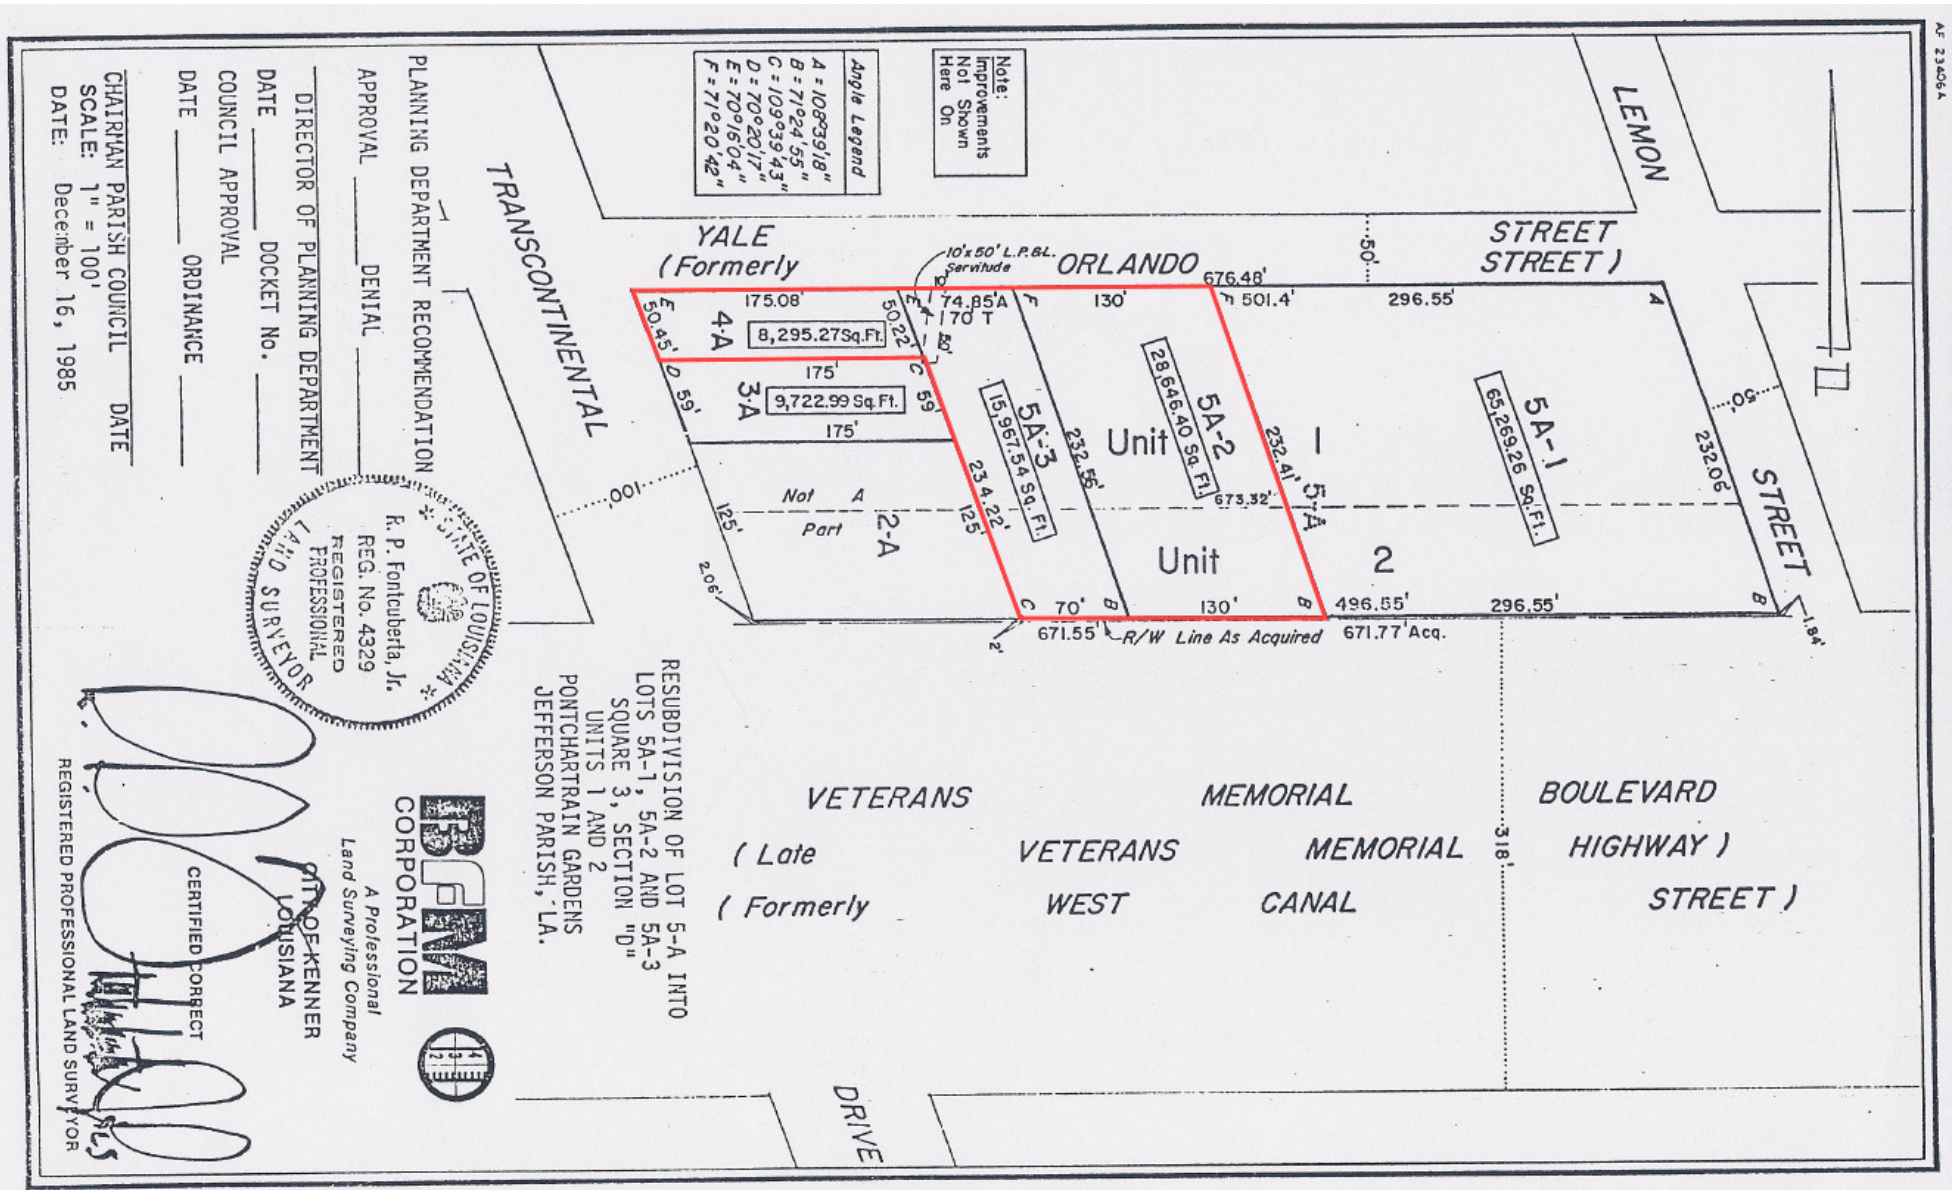 AF 23406A
LEMON
STREET
Note:
Improvements
Not Shown
Here On
Angle Legend
A = 108°39'18"
B = 71°24'55"
C = 109°39'43"
D = 70°20'17"
E = 70°16'04"
F = 71°20'42"
TRANSCONTINENTAL
DRIVE
YALE STREET
(Formerly ORLANDO STREET)
10'x50' L.P.&L.
Servitude
10'
50'
676.48'
50'
E 175.08' E 74.85'A F 130' F 501.4' 296.55' A
70' T
50.45'
4-A
8,295.27 Sq.Ft.
50.22'
D 175' C
59'
3-A
9,722.99 Sq.Ft.
59'
175'
100'
125'
Not A
Part
2-A
125'
234.22'
5A-3
15,967.54 Sq. Ft.
232.56'
Unit 1
5A-2
28,646.40 Sq. Ft.
232.41'
673.32'
5-A
5A-1
65,269.26 Sq. Ft.
232.06'
50'
Unit 2
2.06'
C 70' B 130' B 496.55' 296.55' B
2'
671.55' R/W Line As Acquired 671.77' Acq.
1.84'
318'
VETERANS MEMORIAL BOULEVARD
( Late VETERANS MEMORIAL HIGHWAY )
( Formerly WEST CANAL STREET )
PLANNING DEPARTMENT RECOMMENDATION
APPROVAL DENIAL
DIRECTOR OF PLANNING DEPARTMENT
DATE DOCKET No.
COUNCIL APPROVAL
DATE ORDINANCE
CHAIRMAN PARISH COUNCIL DATE
SCALE: 1" = 100'
DATE: December 16, 1985
STATE OF LOUISIANA
R. P. Fontcuberta, Jr.
REG. No. 4329
REGISTERED
PROFESSIONAL
LAND SURVEYOR
RESUBDIVISION OF LOT 5-A INTO
LOTS 5A-1, 5A-2 AND 5A-3
SQUARE 3, SECTION "D"
UNITS 1 AND 2
PONTCHARTRAIN GARDENS
JEFFERSON PARISH, LA.
BFM
CORPORATION
A Professional
Land Surveying Company
CITY OF KENNER
LOUISIANA
CERTIFIED CORRECT
REGISTERED PROFESSIONAL LAND SURVEYOR